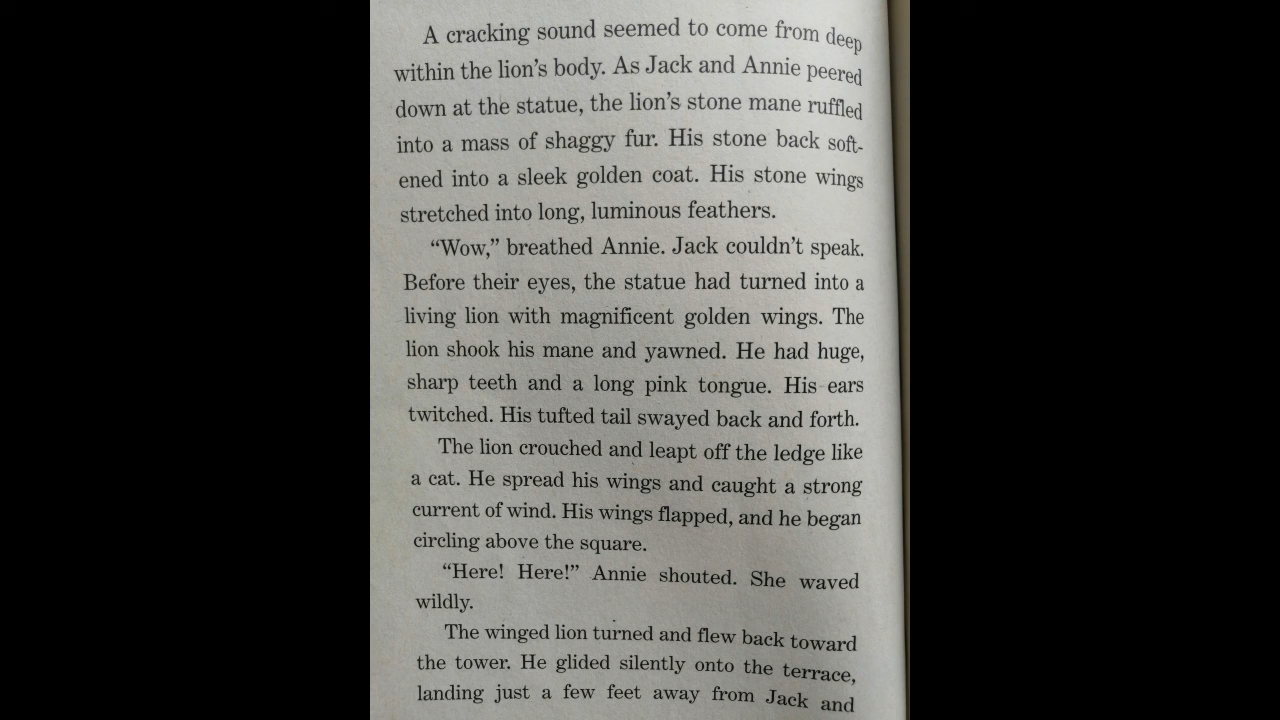 A cracking sound seemed to come from deep
within the lion's body. As Jack and Annie peered
down at the statue, the lion's stone mane ruffled
into a mass of shaggy fur. His stone back soft-
ened into a sleek golden coat. His stone wings
stretched into long, luminous feathers.
“Wow,” breathed Annie. Jack couldn't speak.
Before their eyes, the statue had turned into a
living lion with magnificent golden wings. The
lion shook his mane and yawned. He had huge,
sharp teeth and a long pink tongue. His ears
twitched. His tufted tail swayed back and forth.
The lion crouched and leapt off the ledge like
a cat. He spread his wings and caught a strong
current of wind. His wings flapped, and he began
circling above the square.
“Here! Here!” Annie shouted. She waved
wildly.
The winged lion turned and flew back toward
the tower. He glided silently onto the terrace,
landing just a few feet away from Jack and